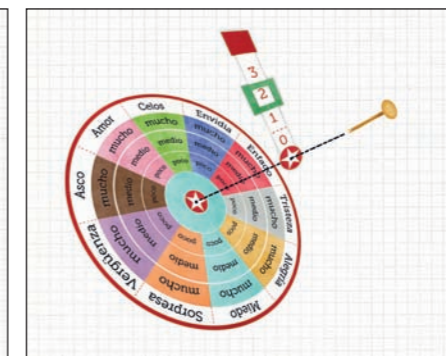 3
2
1
0
Celos
mucho
medio
poco
Envidia
mucho
medio
poco
Enfado
mucho
medio
poco
Tristeza
mucho
medio
poco
Alegría
mucho
medio
poco
Miedo
mucho
medio
poco
Sorpresa
mucho
medio
poco
Vergüenza
mucho
medio
poco
Asco
mucho
medio
poco
Amor
mucho
medio
poco